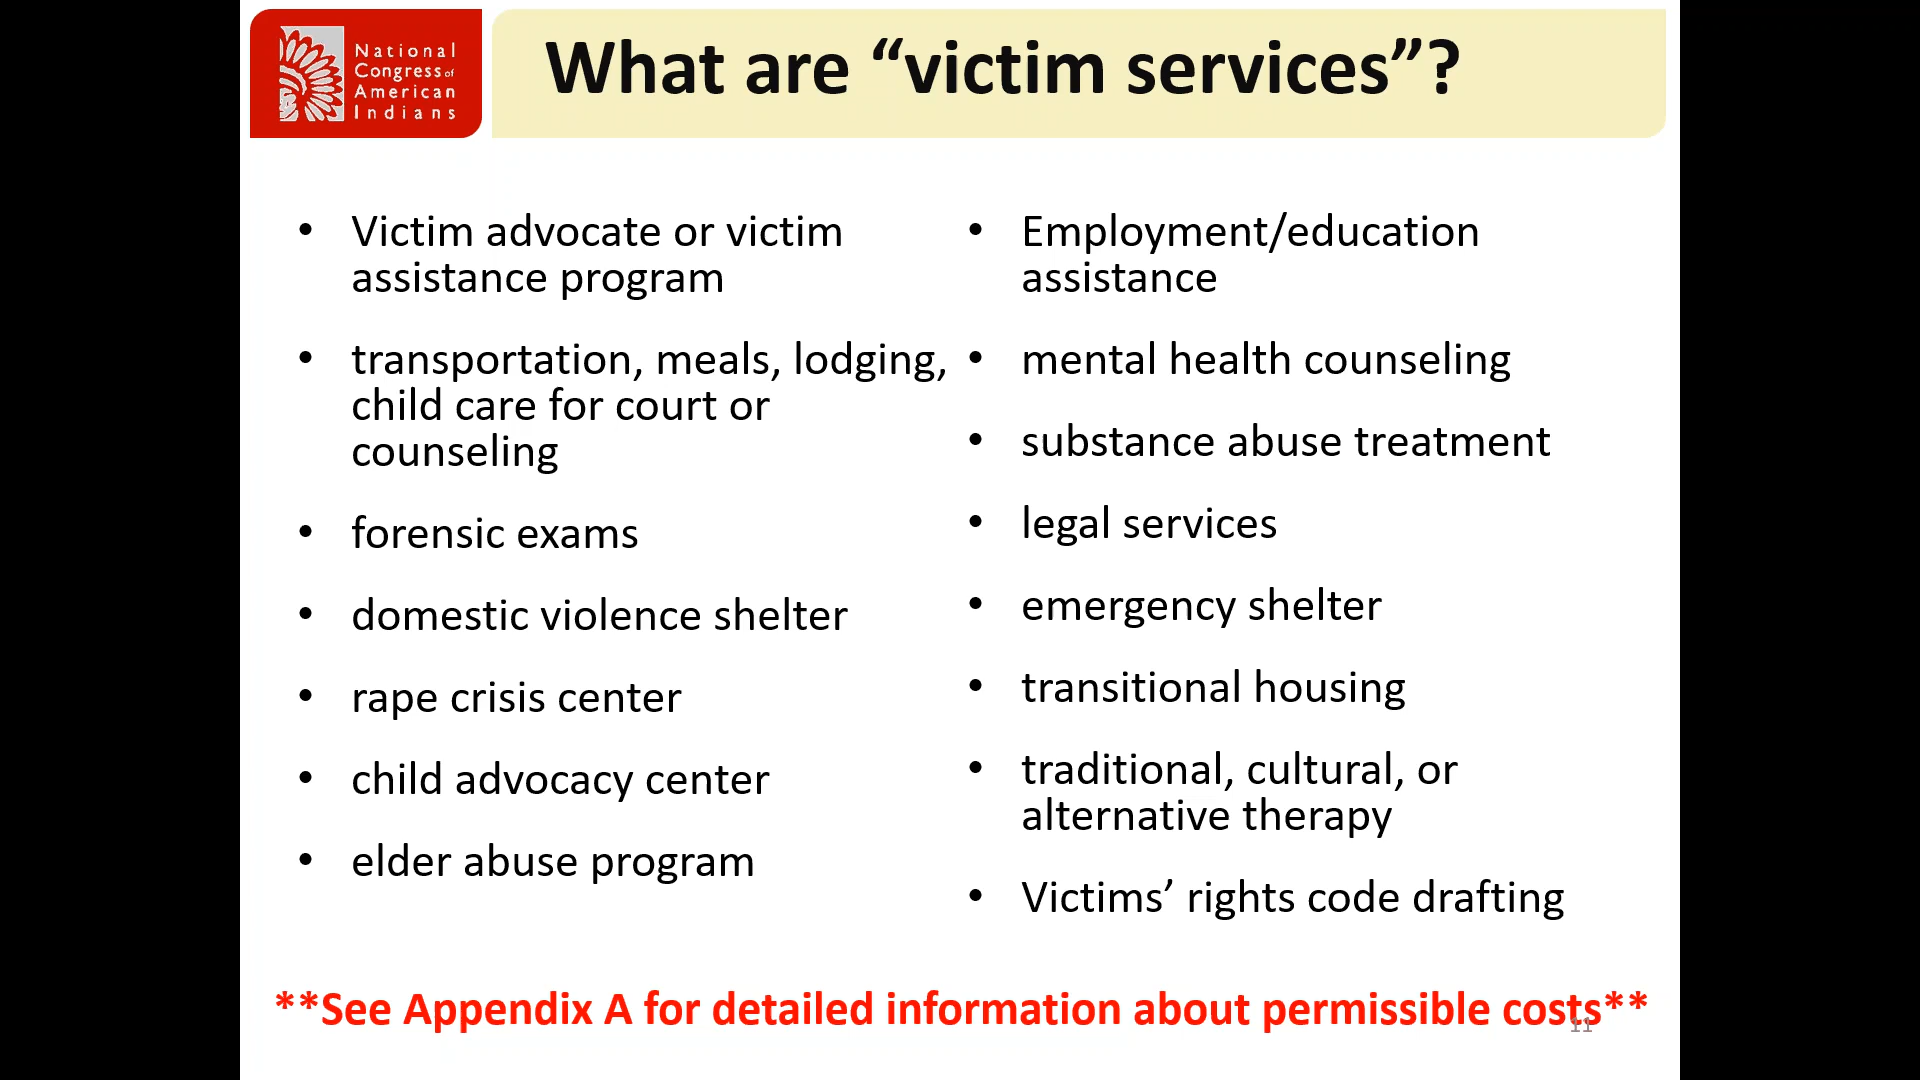 National
Congress of
American
Indians
What are “victim services”?
• Victim advocate or victim
assistance program
• transportation, meals, lodging,
child care for court or
counseling
• forensic exams
• domestic violence shelter
• rape crisis center
• child advocacy center
• elder abuse program
• Employment/education
assistance
• mental health counseling
• substance abuse treatment
• legal services
• emergency shelter
• transitional housing
• traditional, cultural, or
alternative therapy
• Victims’ rights code drafting
**See Appendix A for detailed information about permissible costs**
11